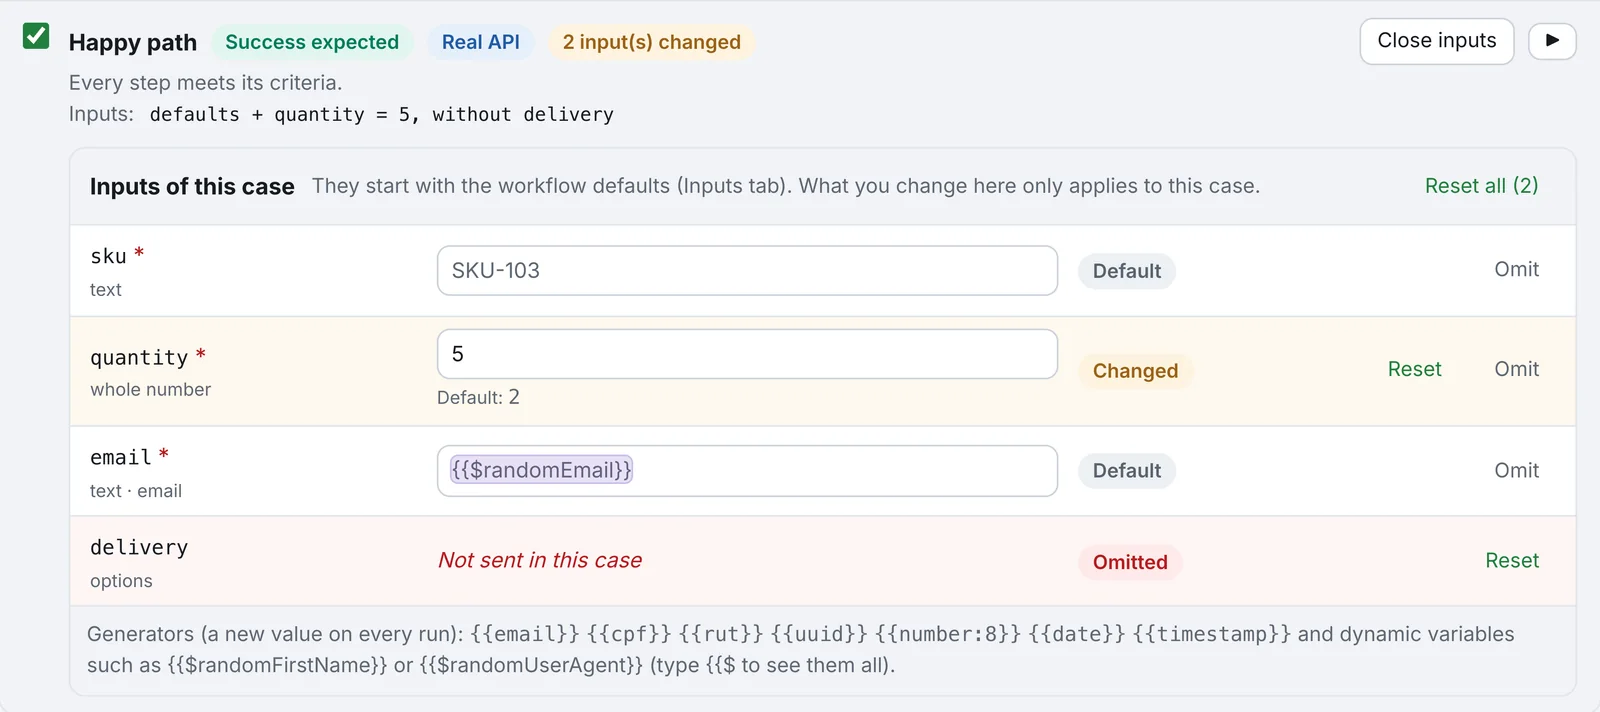 Happy path Success expected Real API 2 input(s) changed Close inputs
Every step meets its criteria.
Inputs: defaults + quantity = 5, without delivery
Inputs of this case They start with the workflow defaults (Inputs tab). What you change here only applies to this case. Reset all (2)
sku * SKU-103 Default Omit
text
quantity * 5 Changed Reset Omit
whole number Default: 2
email * {{$randomEmail}} Default Omit
text · email
delivery Not sent in this case Omitted Reset
options
Generators (a new value on every run): {{email}} {{cpf}} {{rut}} {{uuid}} {{number:8}} {{date}} {{timestamp}} and dynamic variables
such as {{$randomFirstName}} or {{$randomUserAgent}} (type {{$ to see them all).